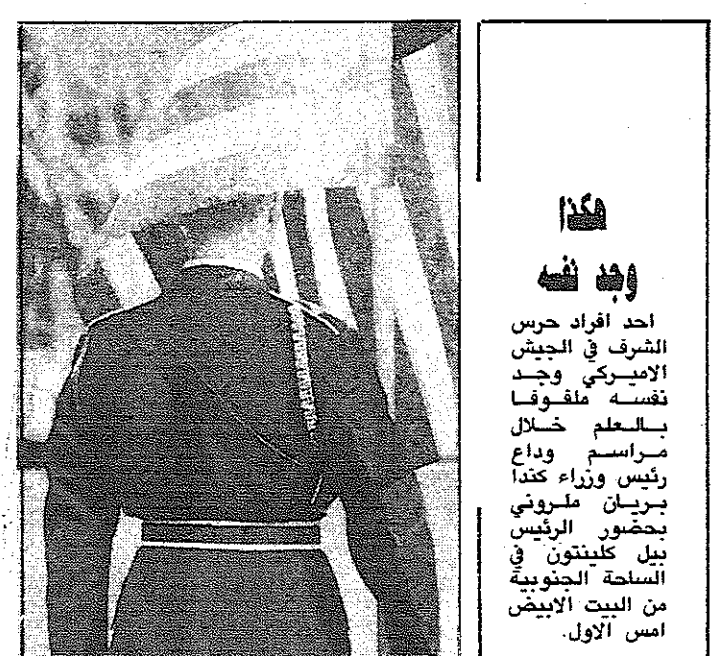 هكذا
وجد نفسه
احد افراد حرس
الشرف في الجيش
الاميركي وجد
نفسه ملفوفا
بالعلم خلال
مراسم وداع
رئيس وزراء كندا
بريان ملروني
بحضور الرئيس
بيل كلينتون في
الساحة الجنوبية
من البيت الابيض
امس الاول.